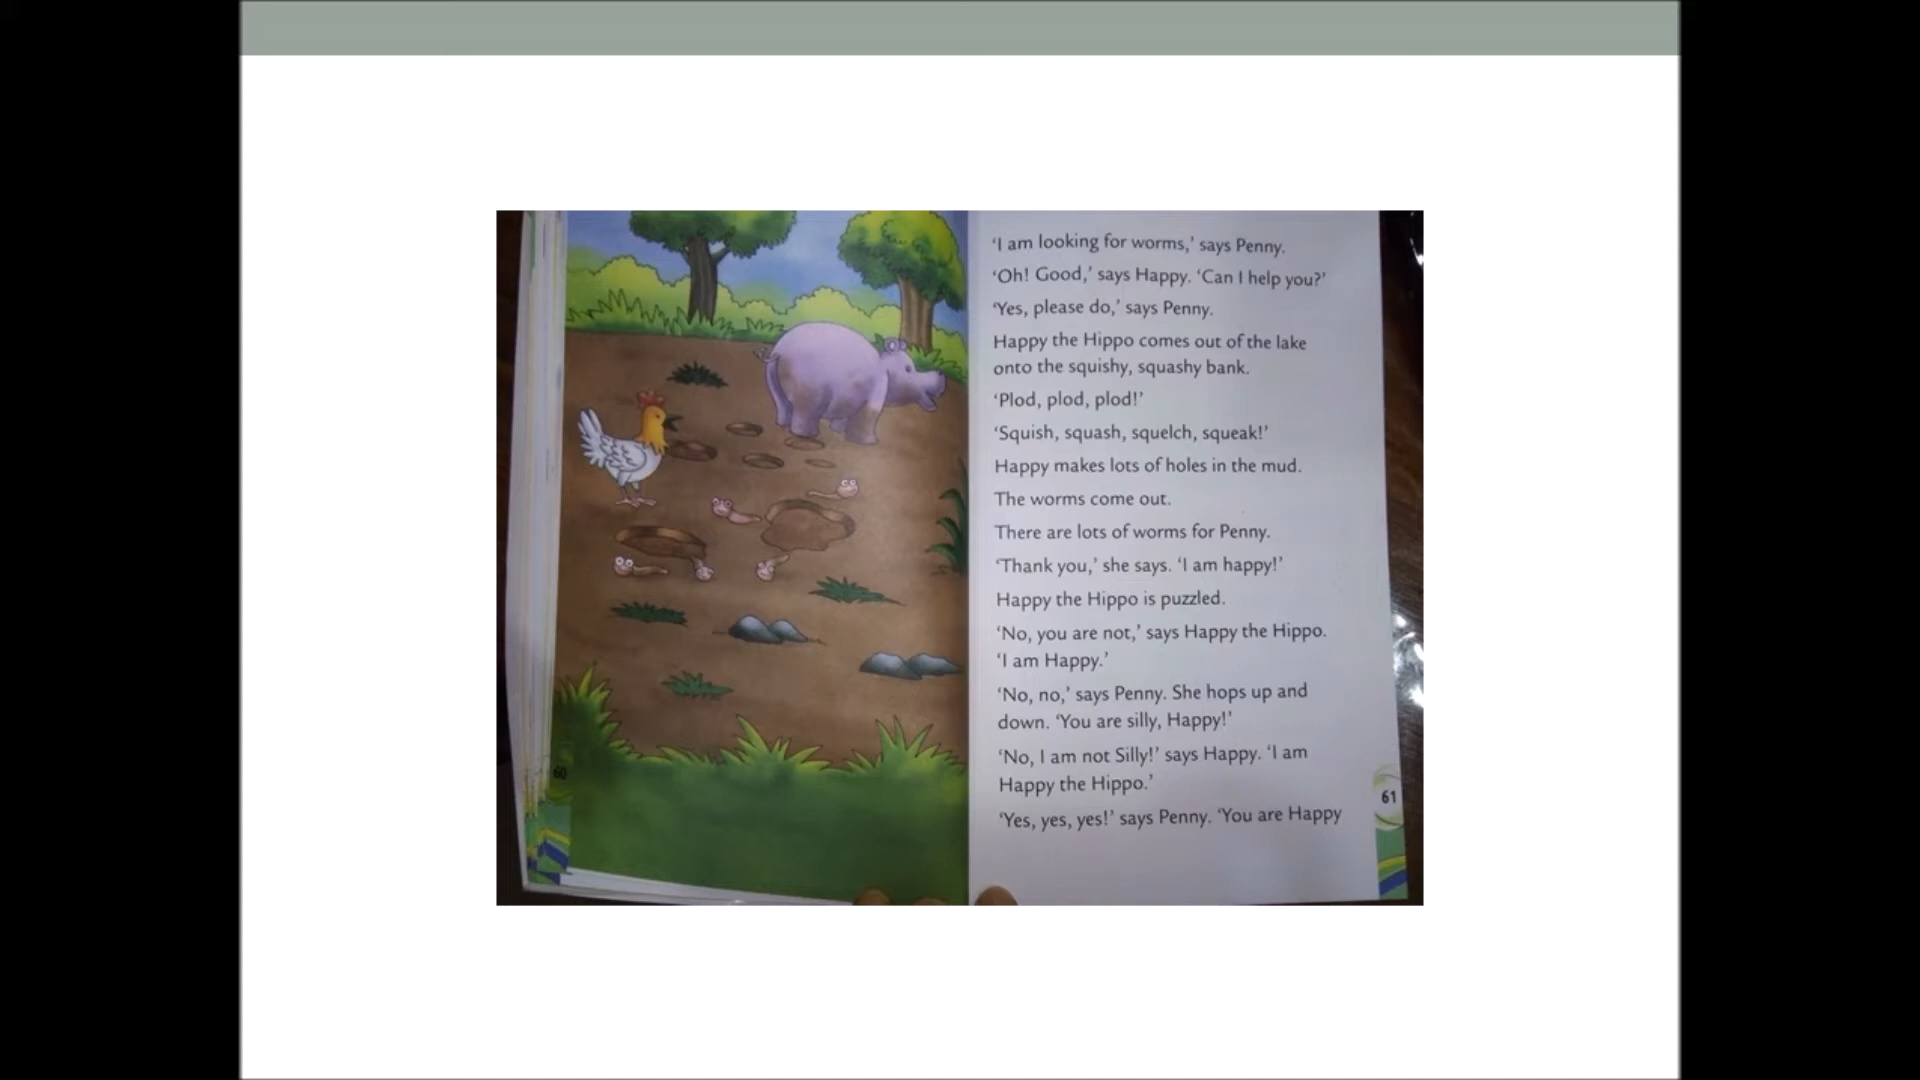 ‘I am looking for worms,’ says Penny.
‘Oh! Good,’ says Happy. ‘Can I help you?’
‘Yes, please do,’ says Penny.
Happy the Hippo comes out of the lake
onto the squishy, squashy bank.
‘Plod, plod, plod!’
‘Squish, squash, squelch, squeak!’
Happy makes lots of holes in the mud.
The worms come out.
There are lots of worms for Penny.
‘Thank you,’ she says. ‘I am happy!’
Happy the Hippo is puzzled.
‘No, you are not,’ says Happy the Hippo.
‘I am Happy.’
‘No, no,’ says Penny. She hops up and
down. ‘You are silly, Happy!’
‘No, I am not Silly!’ says Happy. ‘I am
Happy the Hippo.’
‘Yes, yes, yes!’ says Penny. ‘You are Happy
60
61